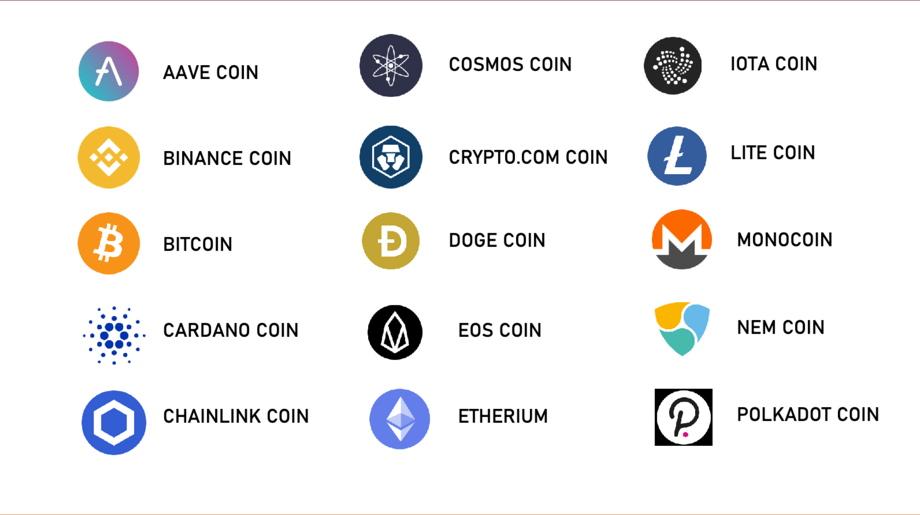 AAVE COIN
BINANCE COIN
BITCOIN
CARDANO COIN
CHAINLINK COIN
COSMOS COIN
CRYPTO.COM COIN
DOGE COIN
EOS COIN
ETHERIUM
IOTA COIN
LITE COIN
MONOCOIN
NEM COIN
POLKADOT COIN